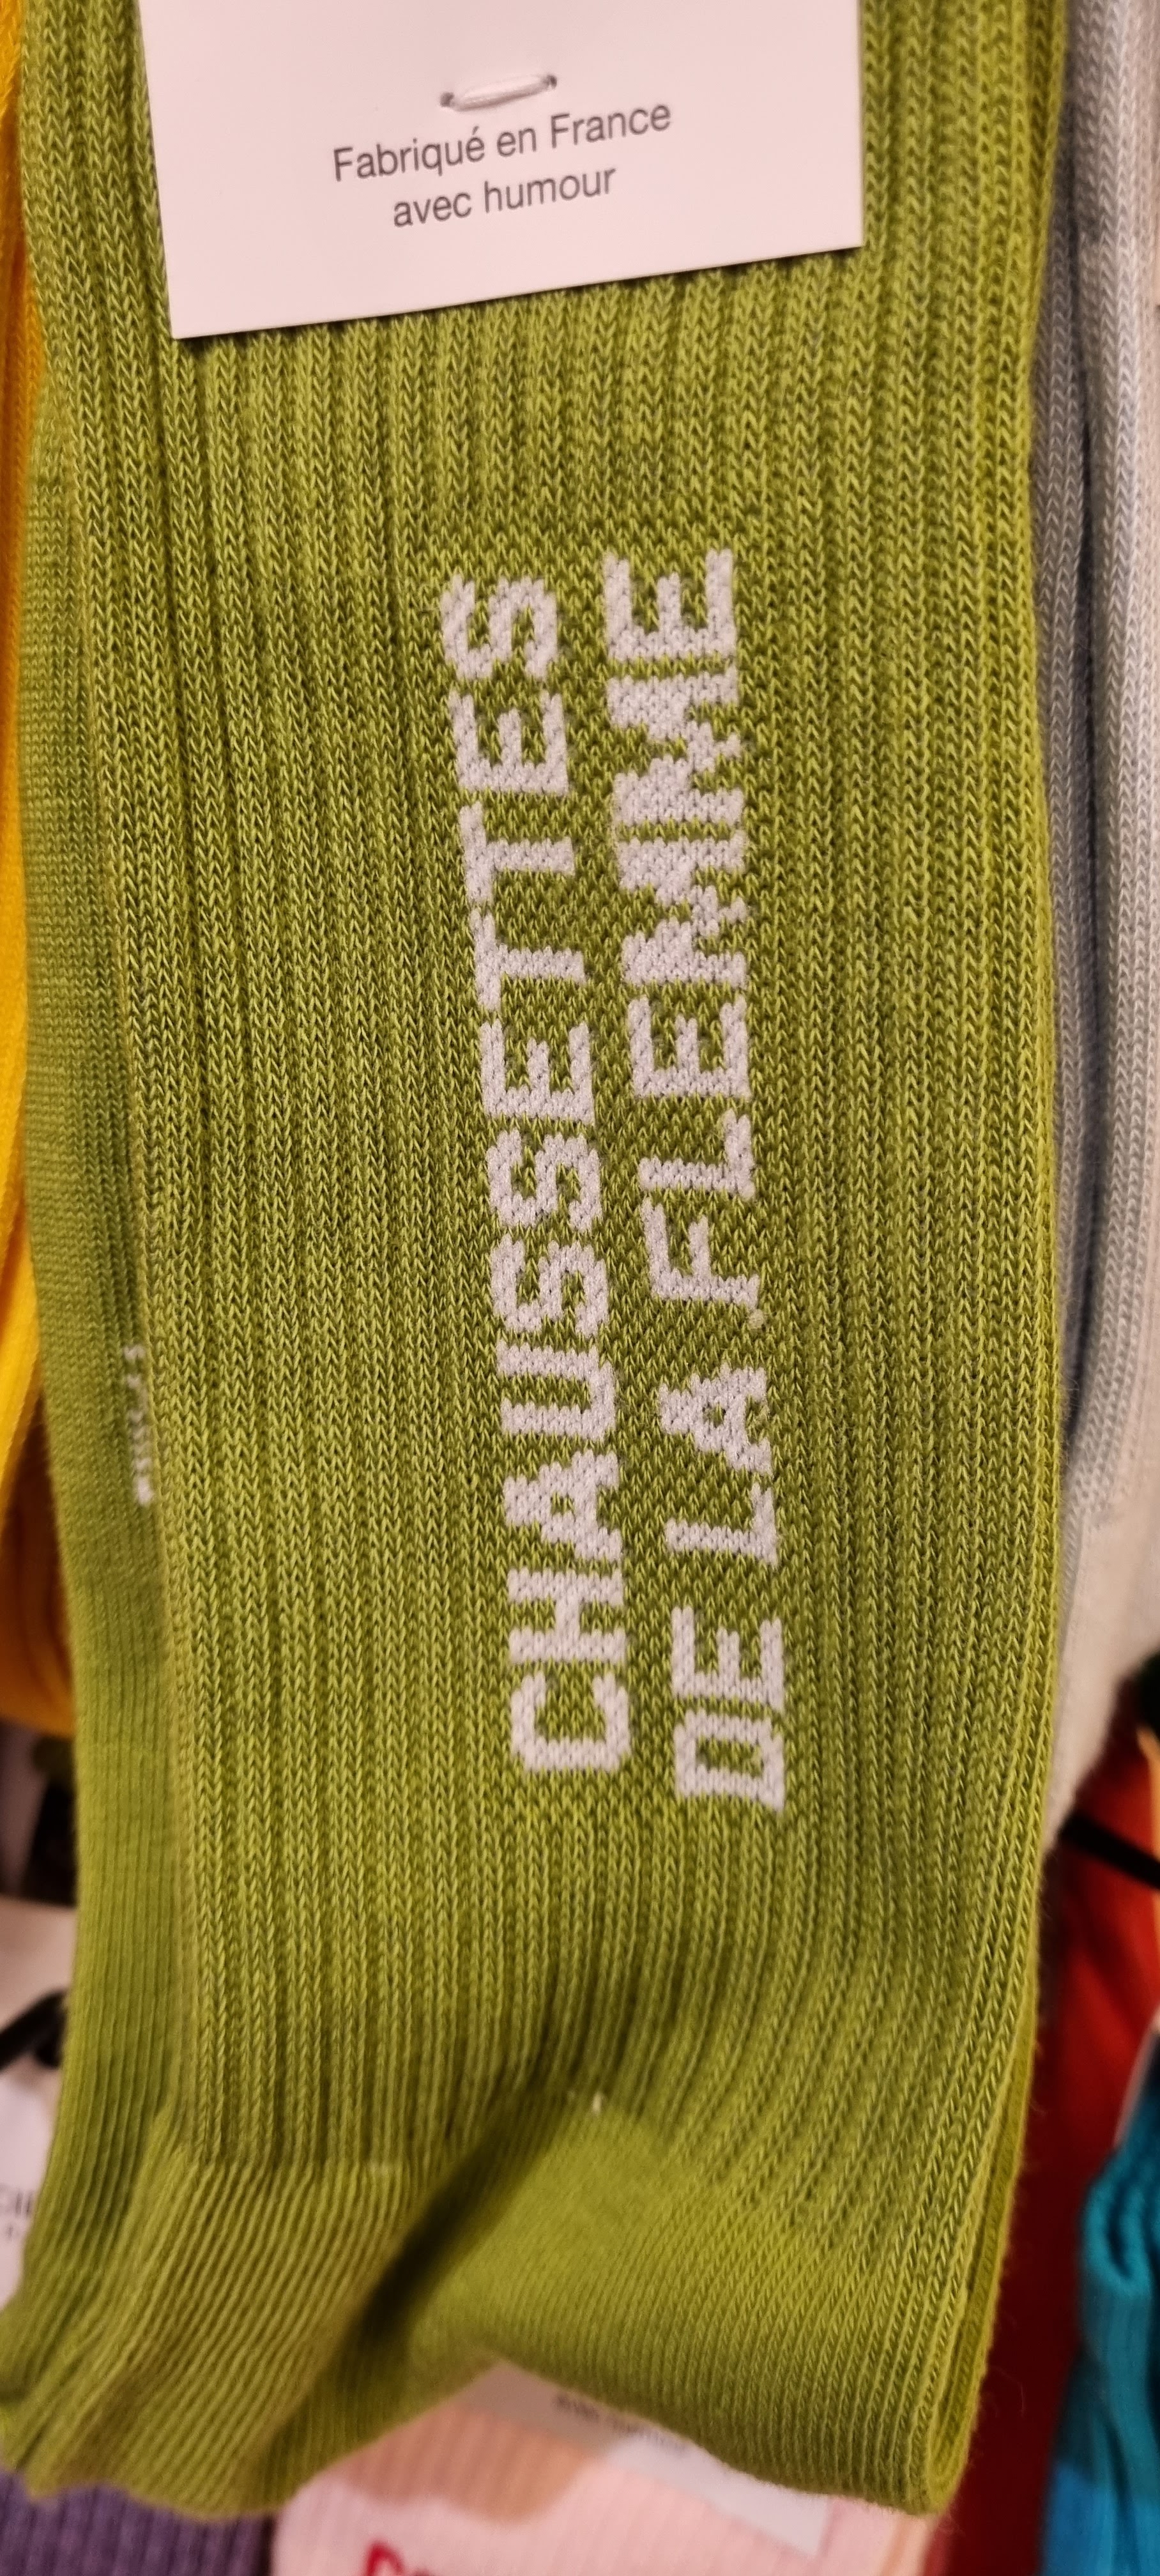 Fabriqué en France
avec humour
CHAUSSETTES
DE LA FLEMME